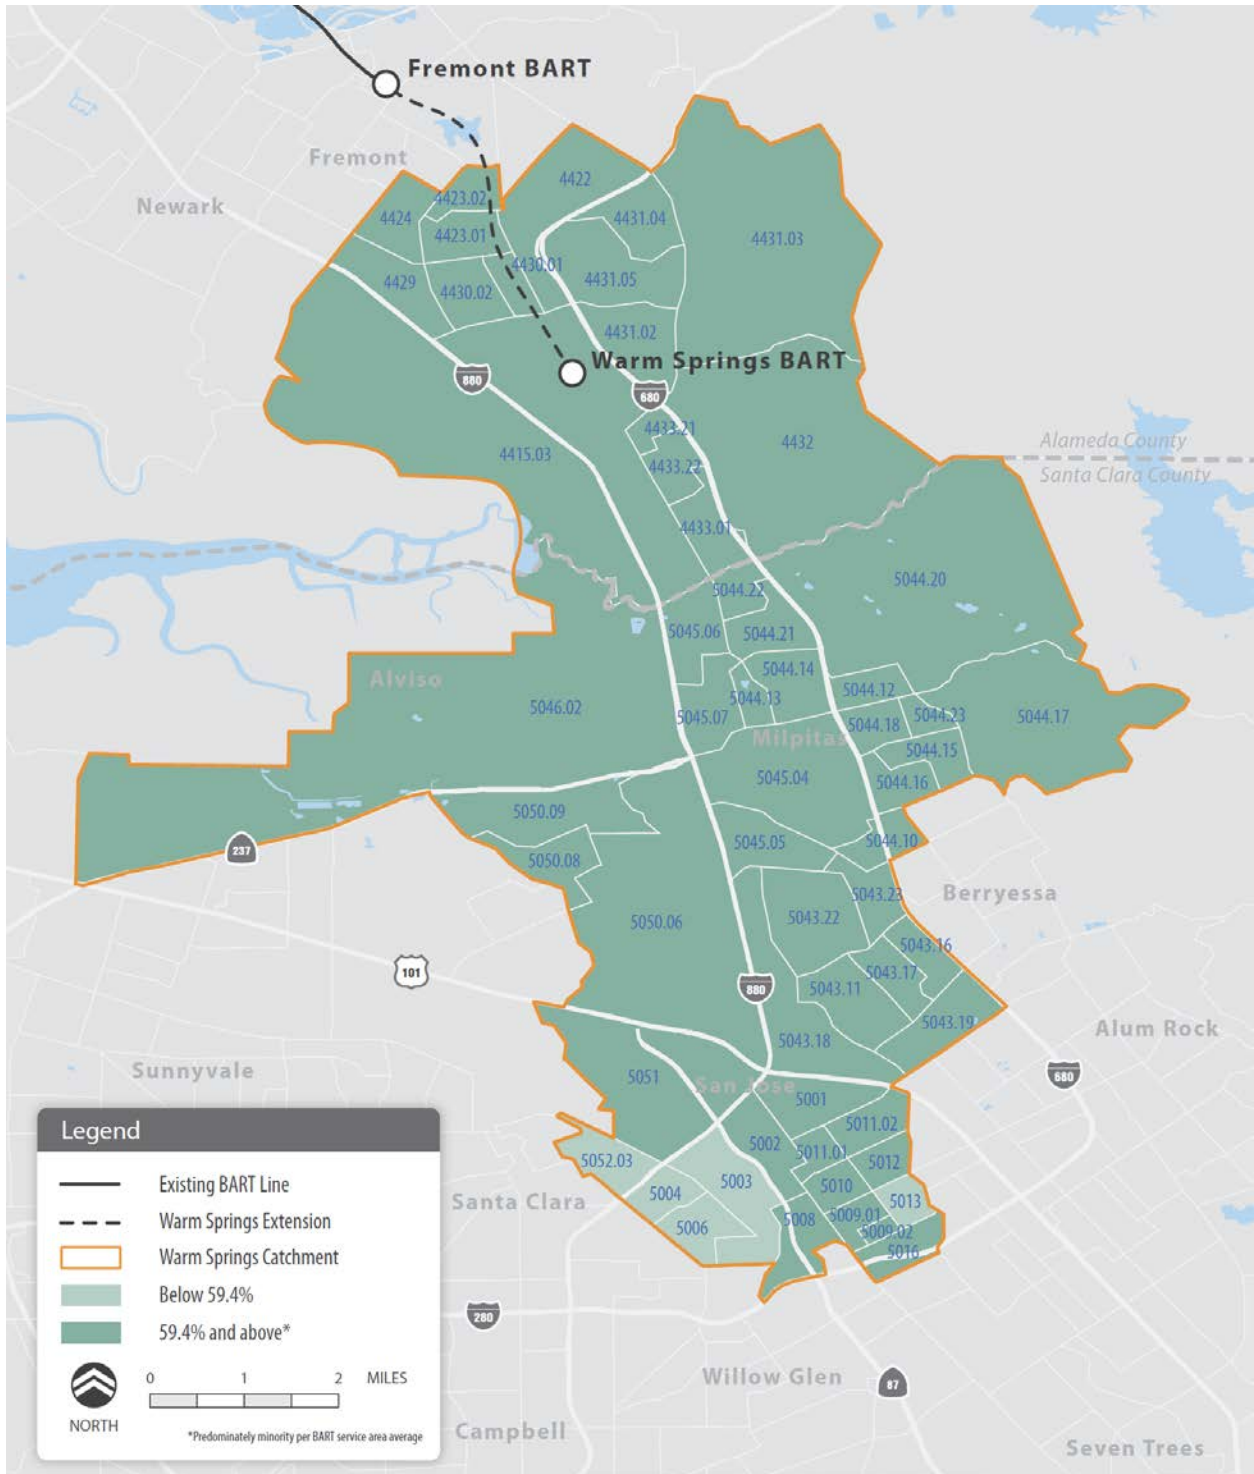 Fremont BART
Fremont
Newark
4422
4423.02
4424
4431.04
4423.01
4431.03
4430.01
4431.05
4429
4430.02
4431.02
Warm Springs BART
880
680
4433.21
4432
Alameda County
4415.03
4433.22
Santa Clara County
4433.01
5044.20
5044.22
5045.06
5044.21
5044.14
Alviso
5044.12
5044.13
5046.02
5045.07
5044.18
5044.23
5044.17
Milpitas
5044.15
5045.04
5044.16
5050.09
5045.05
5044.10
237
5050.08
5043.23
Berryessa
5043.22
5050.06
5043.16
101
5043.17
880
5043.11
5043.19
Alum Rock
5043.18
Sunnyvale
5051
680
San Jose
5001
5011.02
5002
5011.01
5052.03
5012
5003
5010
5004
Santa Clara
5013
5009.01
5008
5006
5009.02
5016
280
Willow Glen
87
Campbell
Seven Trees
Legend
Existing BART Line
Warm Springs Extension
Warm Springs Catchment
Below 59.4%
59.4% and above*
0 1 2 MILES
NORTH
*Predominately minority per BART service area average